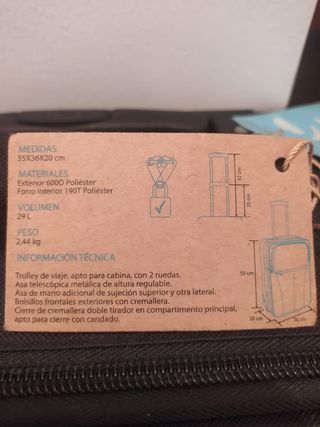 MEDIDAS
55X36X20 cm
MATERIALES
Exterior 600D Poliéster
Forro interior 190T Poliéster
VOLUMEN
29 L
PESO
2,44 kg
INFORMACIÓN TÉCNICA
Trolley de viaje, apto para cabina, con 2 ruedas.
Asa telescópica metálica de altura regulable.
Asa de mano adicional de sujeción superior y otra lateral.
Bolsillos frontales exteriores con cremallera.
Cierre de cremallera doble tirador en compartimento principal,
apto para cierre con candado.
55 cm
20 cm
36 cm